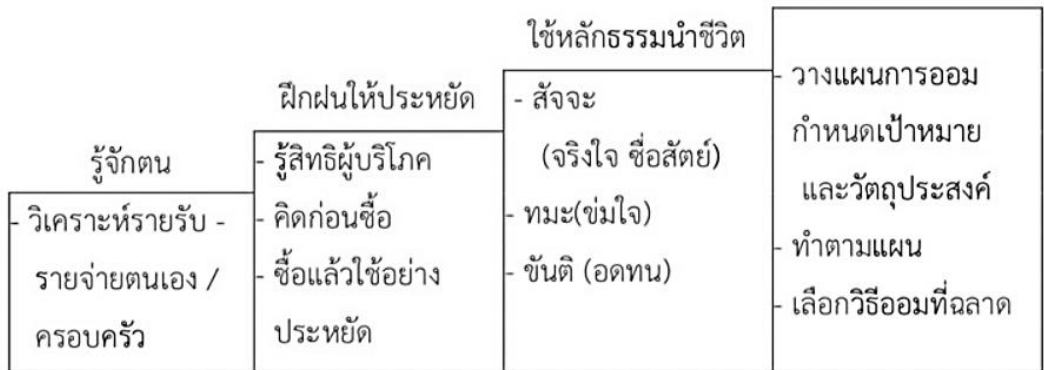 รู้จักตน
- วิเคราะห์รายรับ -
รายจ่ายตนเอง /
ครอบครัว
ฝึกฝนให้ประหยัด
- รู้สิทธิผู้บริโภค
- คิดก่อนซื้อ
- ซื้อแล้วใช้อย่าง
ประหยัด
ใช้หลักธรรมนำชีวิต
- สัจจะ
(จริงใจ ซื่อสัตย์)
- ทมะ(ข่มใจ)
- ขันติ (อดทน)
- วางแผนการออม
กำหนดเป้าหมาย
และวัตถุประสงค์
- ทำตามแผน
- เลือกวิธีออมที่ฉลาด